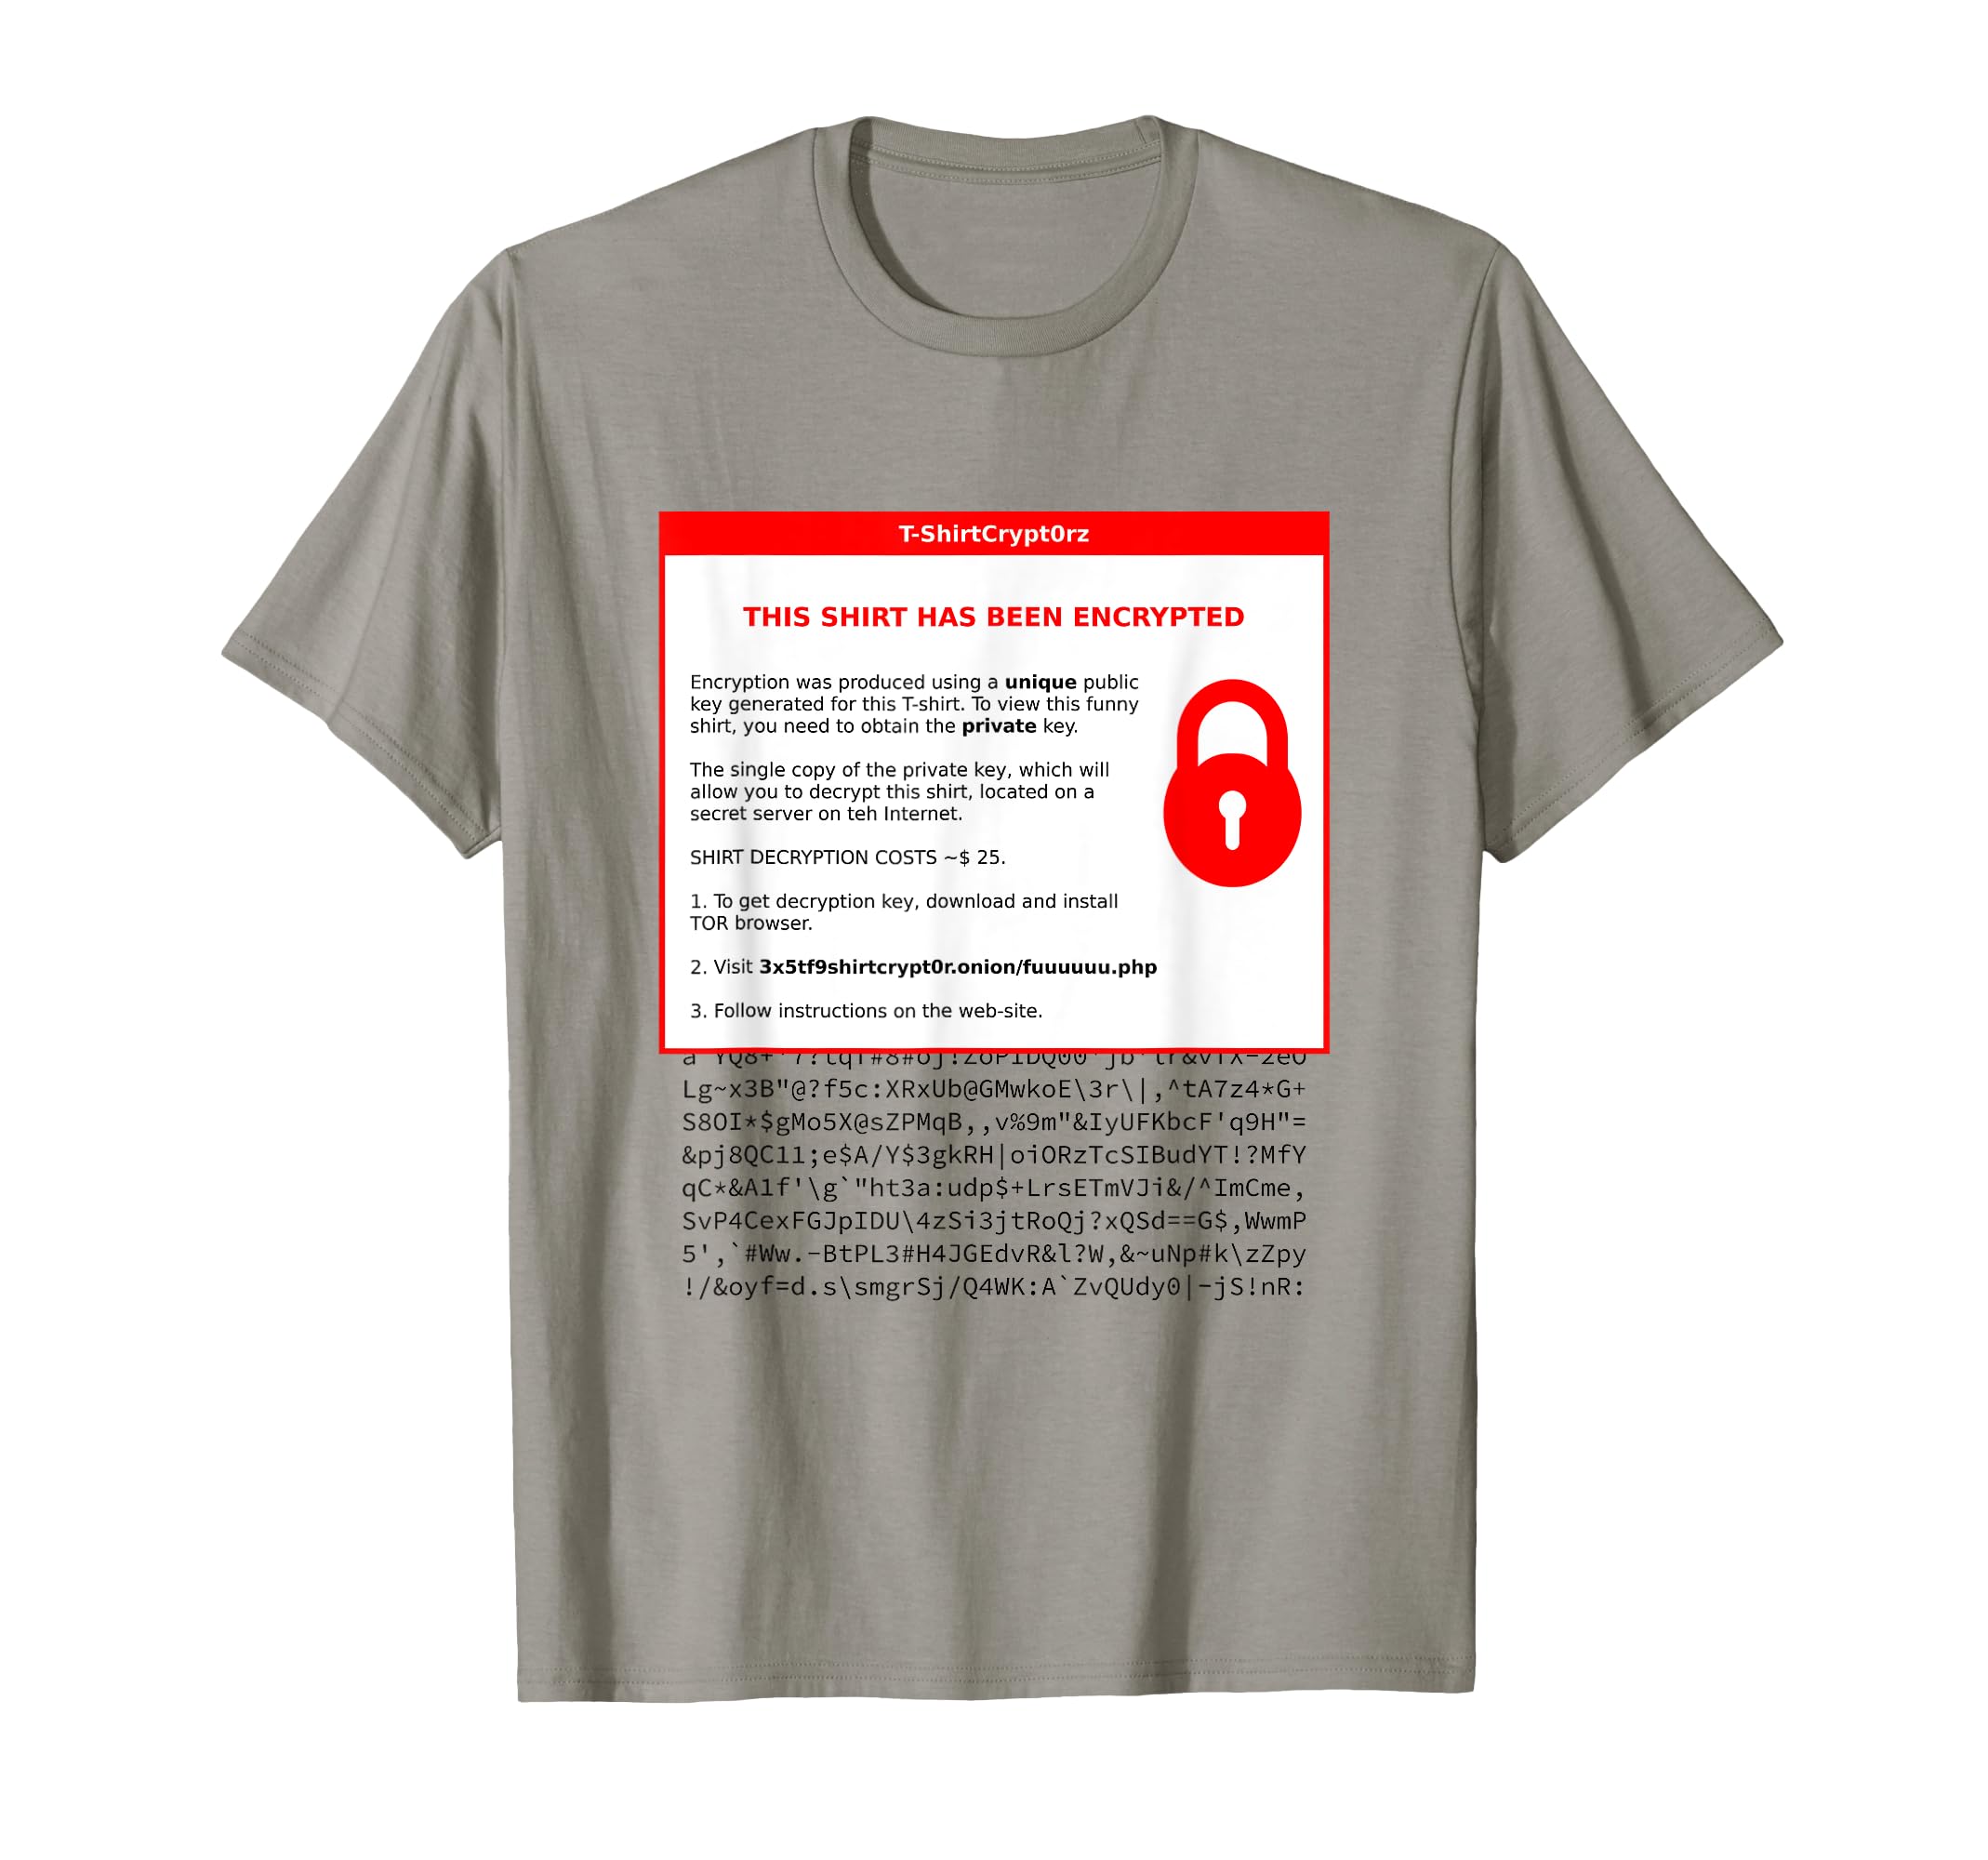 T-ShirtCrypt0rz
THIS SHIRT HAS BEEN ENCRYPTED
Encryption was produced using a unique public
key generated for this T-shirt. To view this funny
shirt, you need to obtain the private key.
The single copy of the private key, which will
allow you to decrypt this shirt, located on a
secret server on teh Internet.
SHIRT DECRYPTION COSTS ~$ 25.
1. To get decryption key, download and install
TOR browser.
2. Visit 3x5tf9shirtcrypt0r.onion/fuuuuuu.php
3. Follow instructions on the web-site.
Lg~x3B"@?f5c:XRxUb@GMwkoE\3r\|,^tA7z4*G+
S8OI*$gMo5X@sZPMqB,,v%9m"&IyUFKbcF'q9H"=
&pj8QC11;e$A/Y$3gkRH|oiORzTcSIBudYT!?MfY
qC*&A1f'\g`"ht3a:udp$+LrsETmVJi&/^ImCme,
SvP4CexFGJpIDU\4zSi3jtRoQj?xQSd==G$,WwmP
5',`#Ww.-BtPL3#H4JGEdvR&l?W,&~uNp#k\zZpy
!/&oyf=d.s\smgrSj/Q4WK:A`ZvQUdy0|-jS!nR: